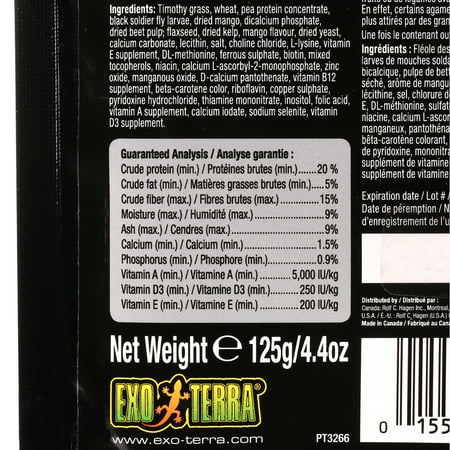 Ingredients: Timothy grass, wheat, pea protein concentrate,
black soldier fly larvae, dried mango, dicalcium phosphate,
dried beet pulp; flaxseed, dried kelp, mango flavour, dried yeast,
calcium carbonate, lecithin, salt, choline chloride, L-lysine, vitamin
E supplement, DL-methionine, ferrous sulphate, biotin, mixed
tocopherols, niacin, calcium L-ascorbyl-2-monophosphate, zinc
oxide, manganous oxide, D-calcium pantothenate, vitamin B12
supplement, beta-carotene color, riboflavin, copper sulphate,
pyridoxine hydrochloride, thiamine mononitrate, inositol, folic acid,
vitamin A supplement, calcium iodate, sodium selenite, vitamin
D3 supplement.
Guaranteed Analysis / Analyse garantie :
Crude protein (min.) / Protéines brutes (min.)......20 %
Crude fat (min.) / Matières grasses brutes (min.)....5%
Crude fiber (max.) / Fibres brutes (max.)..........15%
Moisture (max.) / Humidité (max.)..........9%
Ash (max.) / Cendres (max.)..........9%
Calcium (min.) / Calcium (min.)..........1.5%
Phosphorus (min.) / Phosphore (min.)..........0.9%
Vitamin A (min.) / Vitamine A (min.)..........5,000 IU/kg
Vitamin D3 (min.) / Vitamine D3 (min.)..........250 IU/kg
Vitamin E (min.) / Vitamine E (min.)..........200 IU/kg
Net Weight ℮ 125g/4.4oz
EXO TERRA
www.exo-terra.com
PT3266
En effet, certains agament
plus attirés par des gran
Une fois le contenant ou
Ingrédients : Fléole des
larves de mouches solda
bicalcique, pulpe de bett
mangue, levure
lécithine, sel, chlorure d
E, DL-méthionine, sulfat
niacine, calcium L-ascor
manganeux, pantothéna
bêta-carotène colorant,
de pyridoxine, mononitra
supplément de vitamine
supplément de vitamine
Expiration date / Lot # /
Date de péremption / N
d'enregistrement de l'u
Distributed by / Distribué par :
Canada: Rolf C. Hagen Inc., Montreal,
U.S.A. / É.-U. : Rolf C. Hagen (U.S.A.)
Made in Canada / Fabriqué au Can
0 155